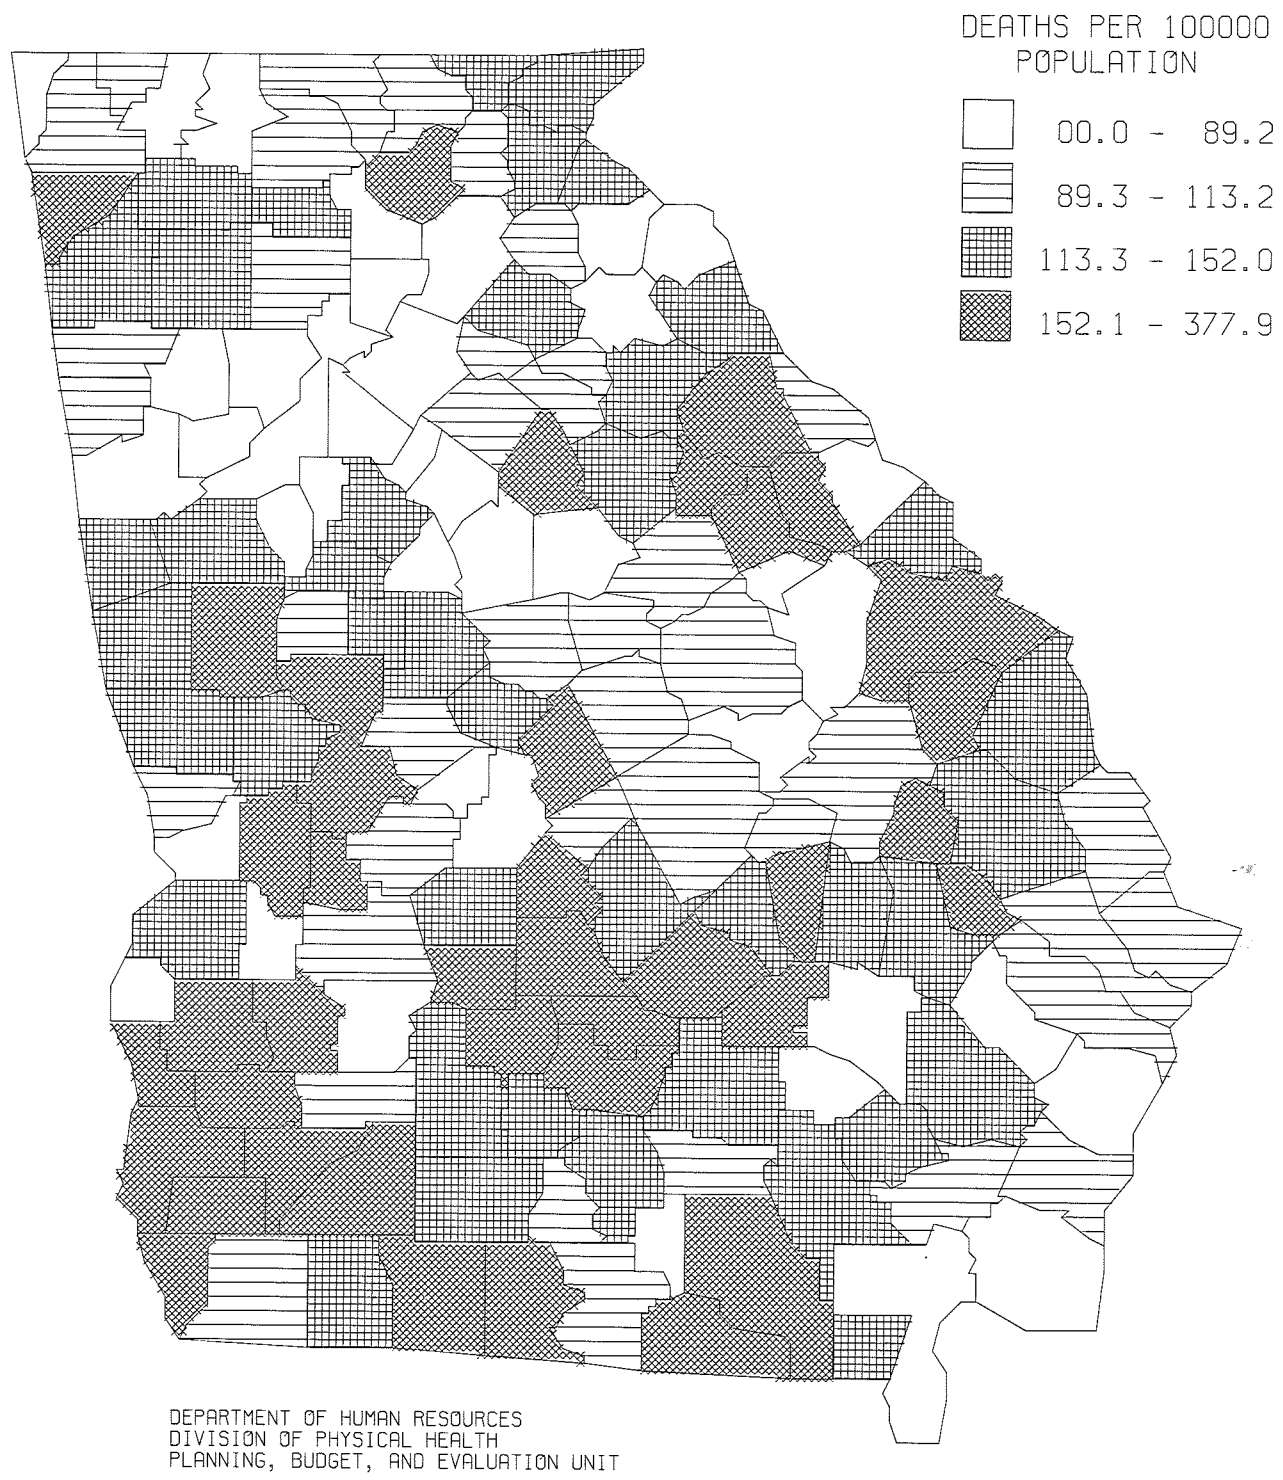 DEATHS PER 100000
POPULATION
00.0 - 89.2
89.3 - 113.2
113.3 - 152.0
152.1 - 377.9
DEPARTMENT OF HUMAN RESOURCES
DIVISION OF PHYSICAL HEALTH
PLANNING, BUDGET, AND EVALUATION UNIT